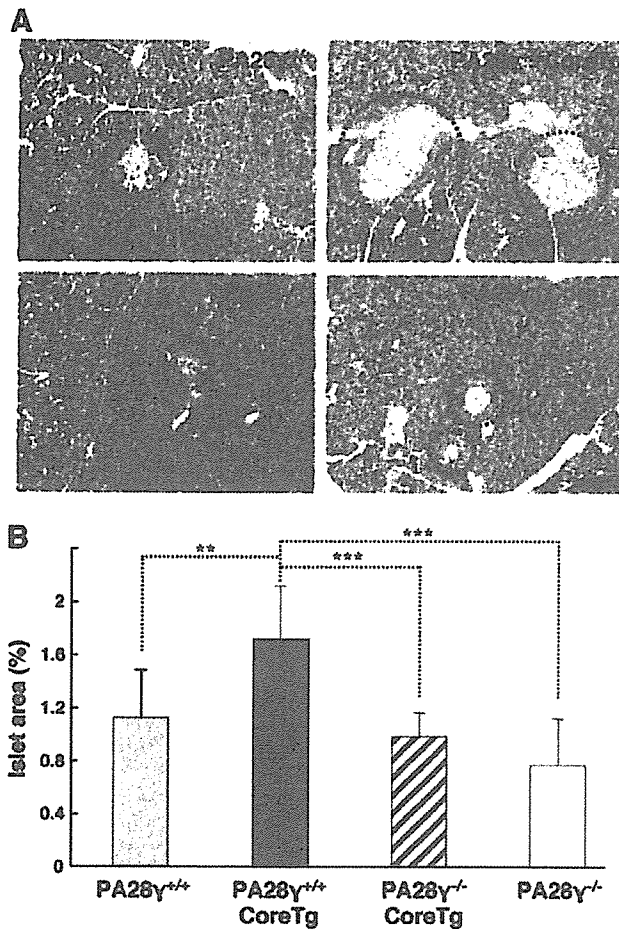 A
B
**
***
***
Islet area (%)
2
1.6
1.2
0.8
0.4
0
PA28γ+/+
PA28γ+/+
CoreTg
PA28γ-/-
CoreTg
PA28γ-/-